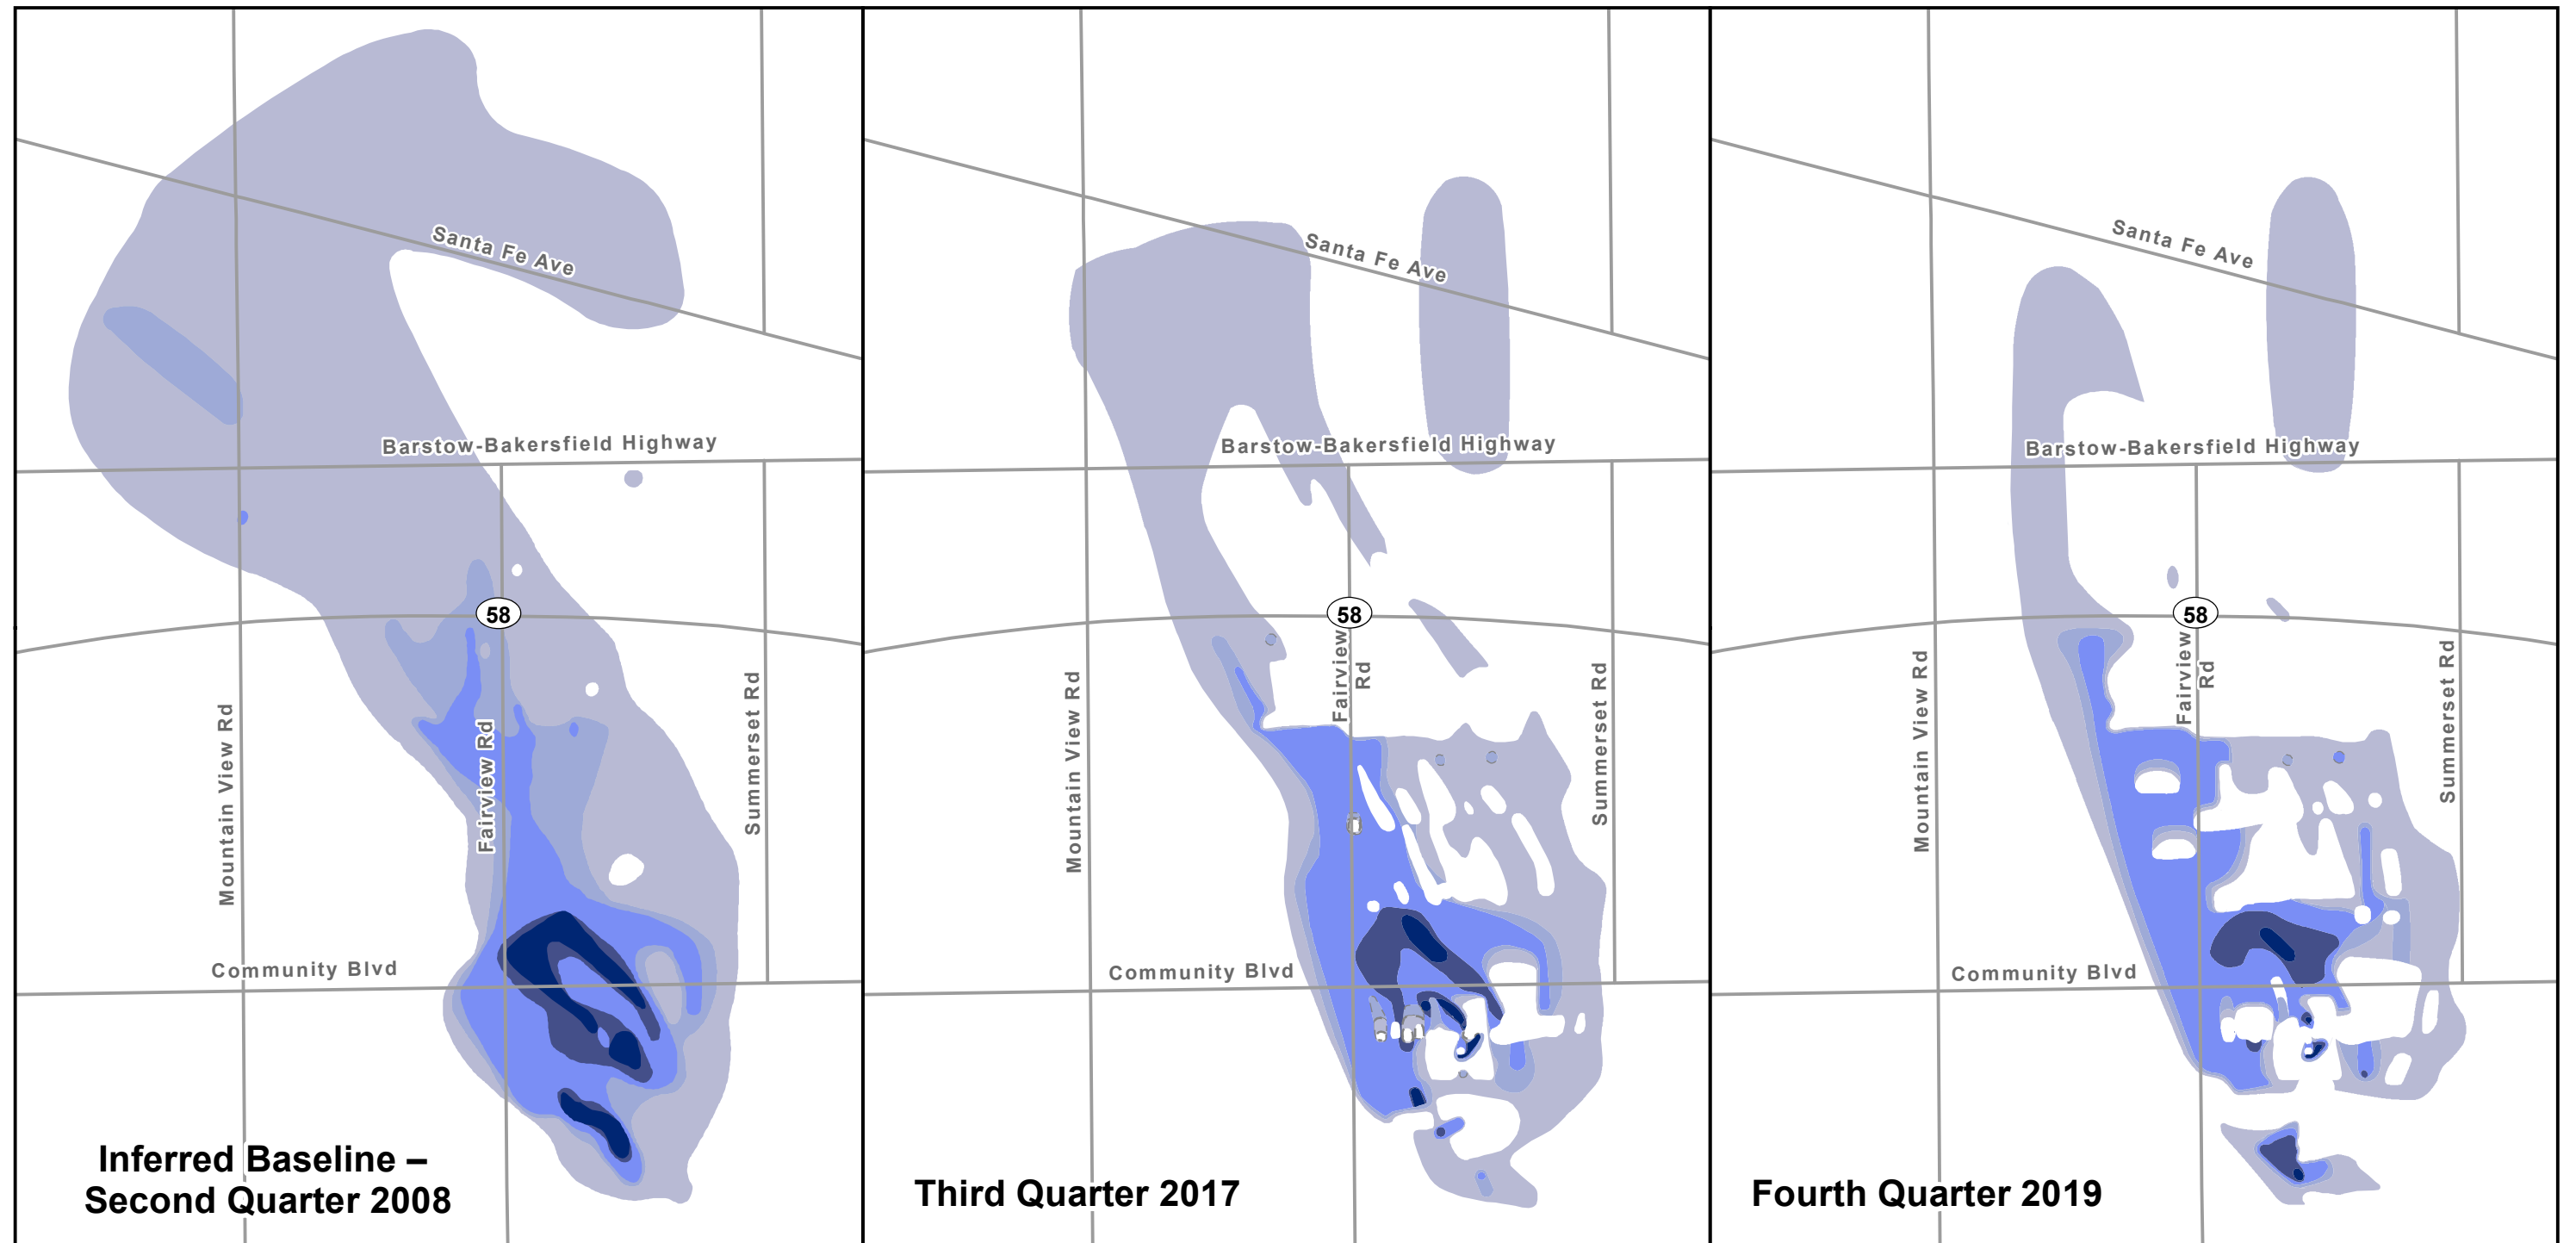 Santa Fe Ave
Barstow-Bakersfield Highway
58
Mountain View Rd
Fairview Rd
Summerset Rd
Community Blvd
Inferred Baseline –
Second Quarter 2008
Santa Fe Ave
Barstow-Bakersfield Highway
58
Mountain View Rd
Fairview
Rd
Summerset Rd
Community Blvd
Third Quarter 2017
Santa Fe Ave
Barstow-Bakersfield Highway
58
Mountain View Rd
Fairview
Rd
Summerset Rd
Community Blvd
Fourth Quarter 2019